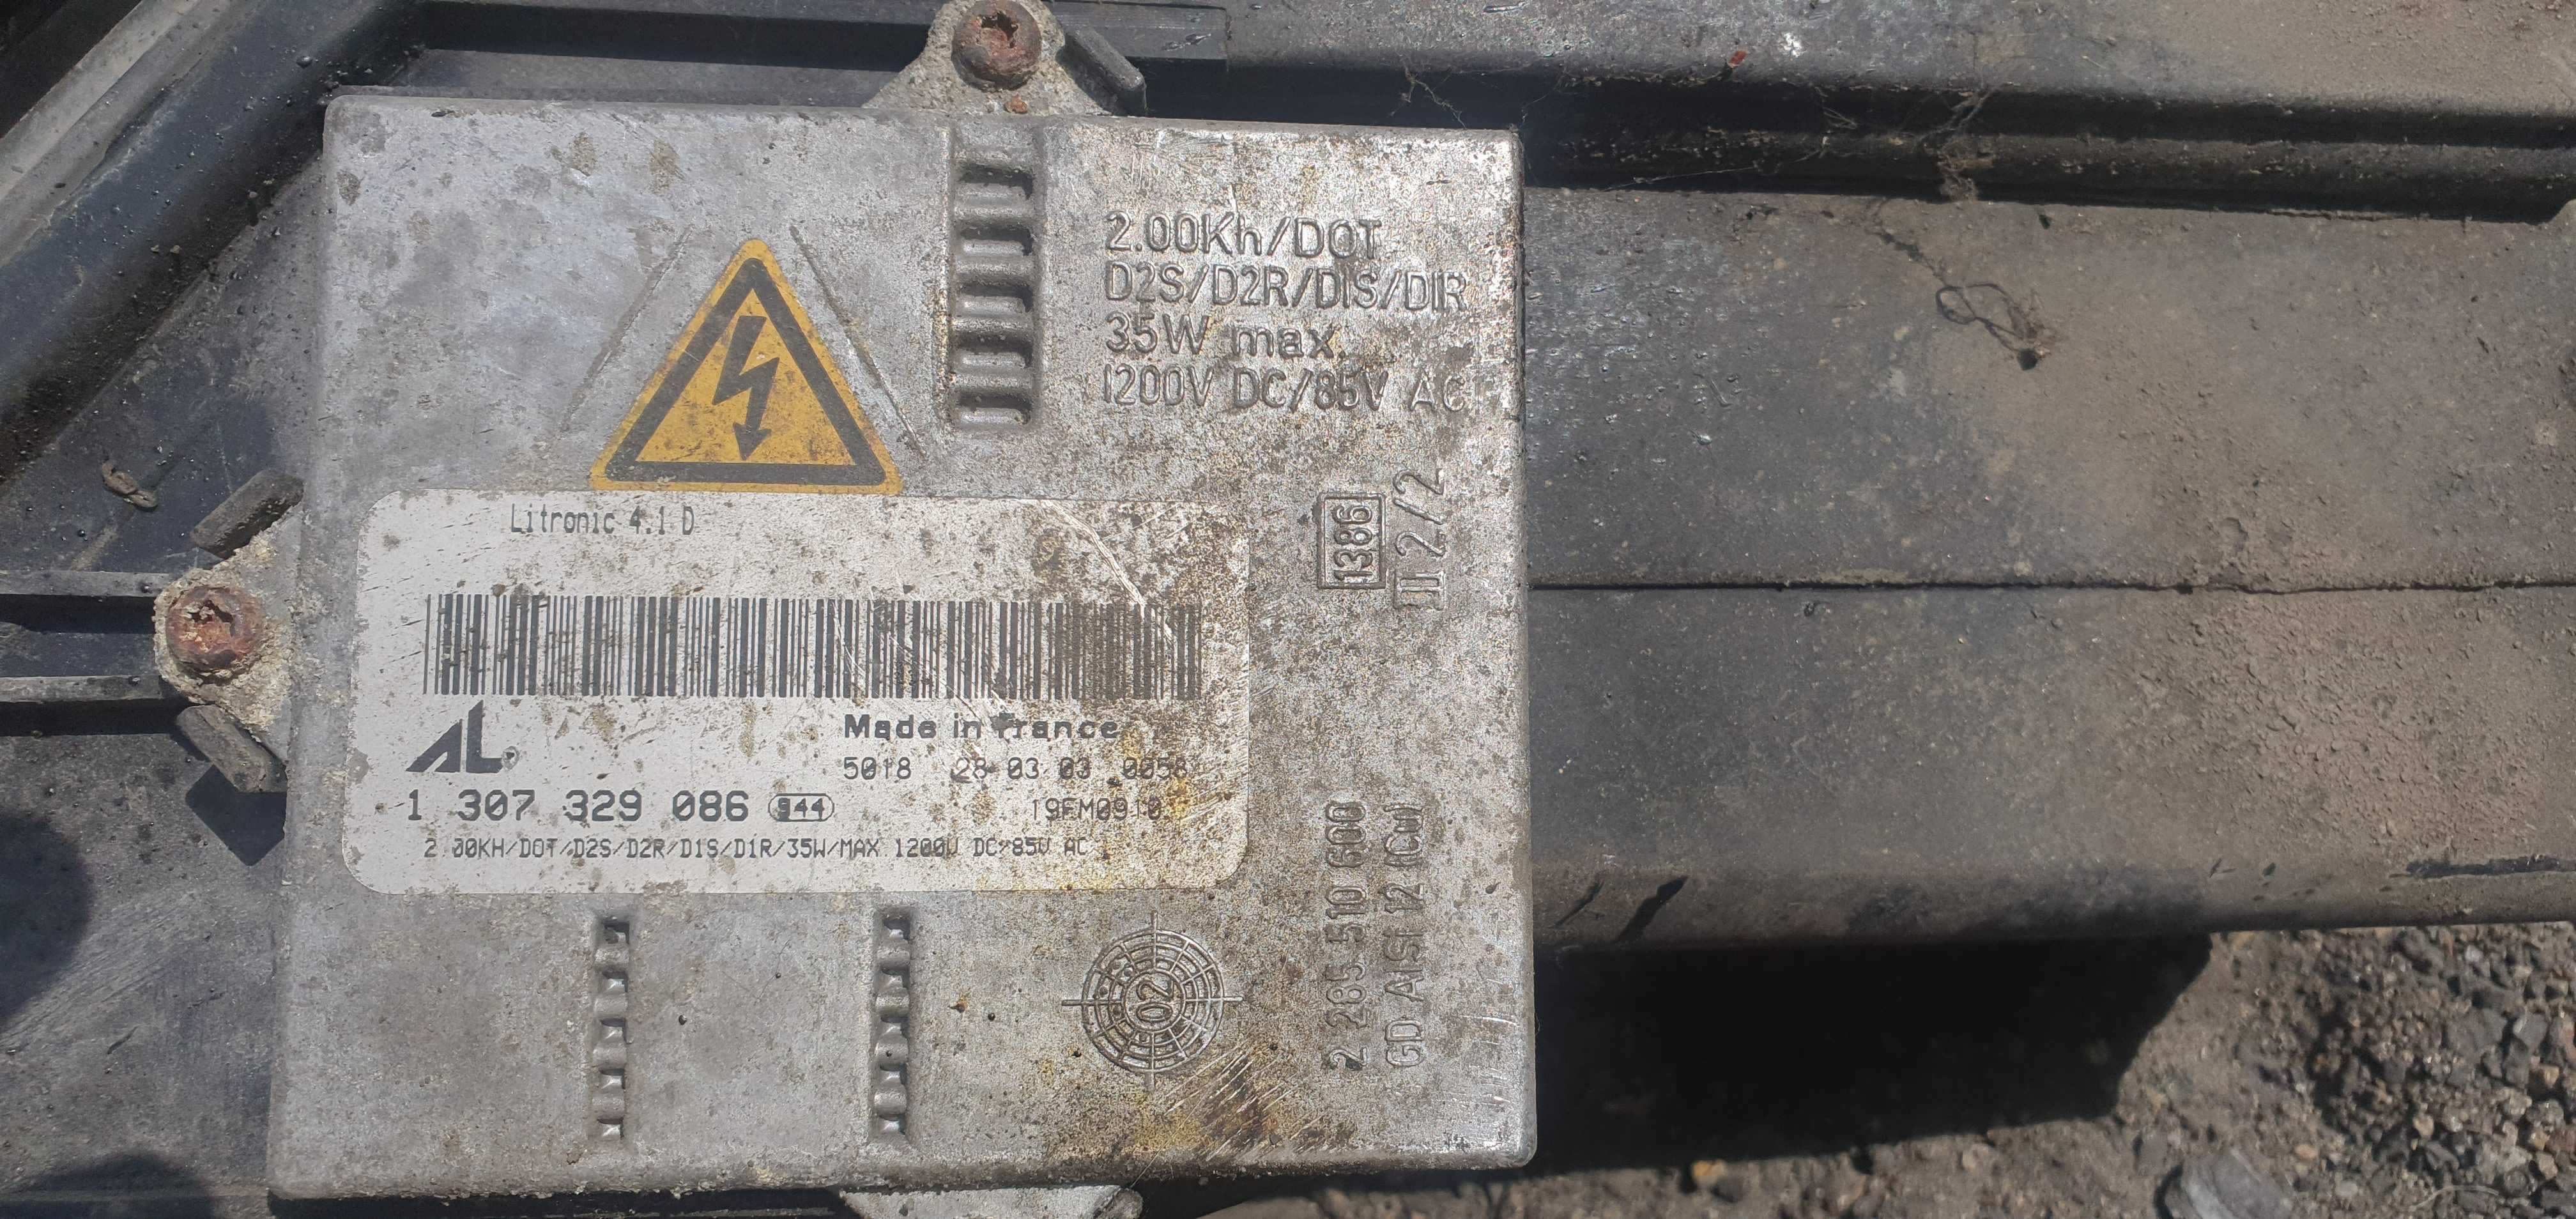 2.00Kh/DOT
D2S/D2R/D1S/D1R
35W max.
1200V DC/85V AC
1386
II 2/2
Litronic 4.1 D
AL
Made in France
5018 28 03 03 0058
1 307 329 086 944
19FM0910
2.00KH/DOT/D2S/D2R/D1S/D1R/35W/MAX 1200V DC/85V AC
2 285 510 600
GD AlSi 12 (Cu)
02